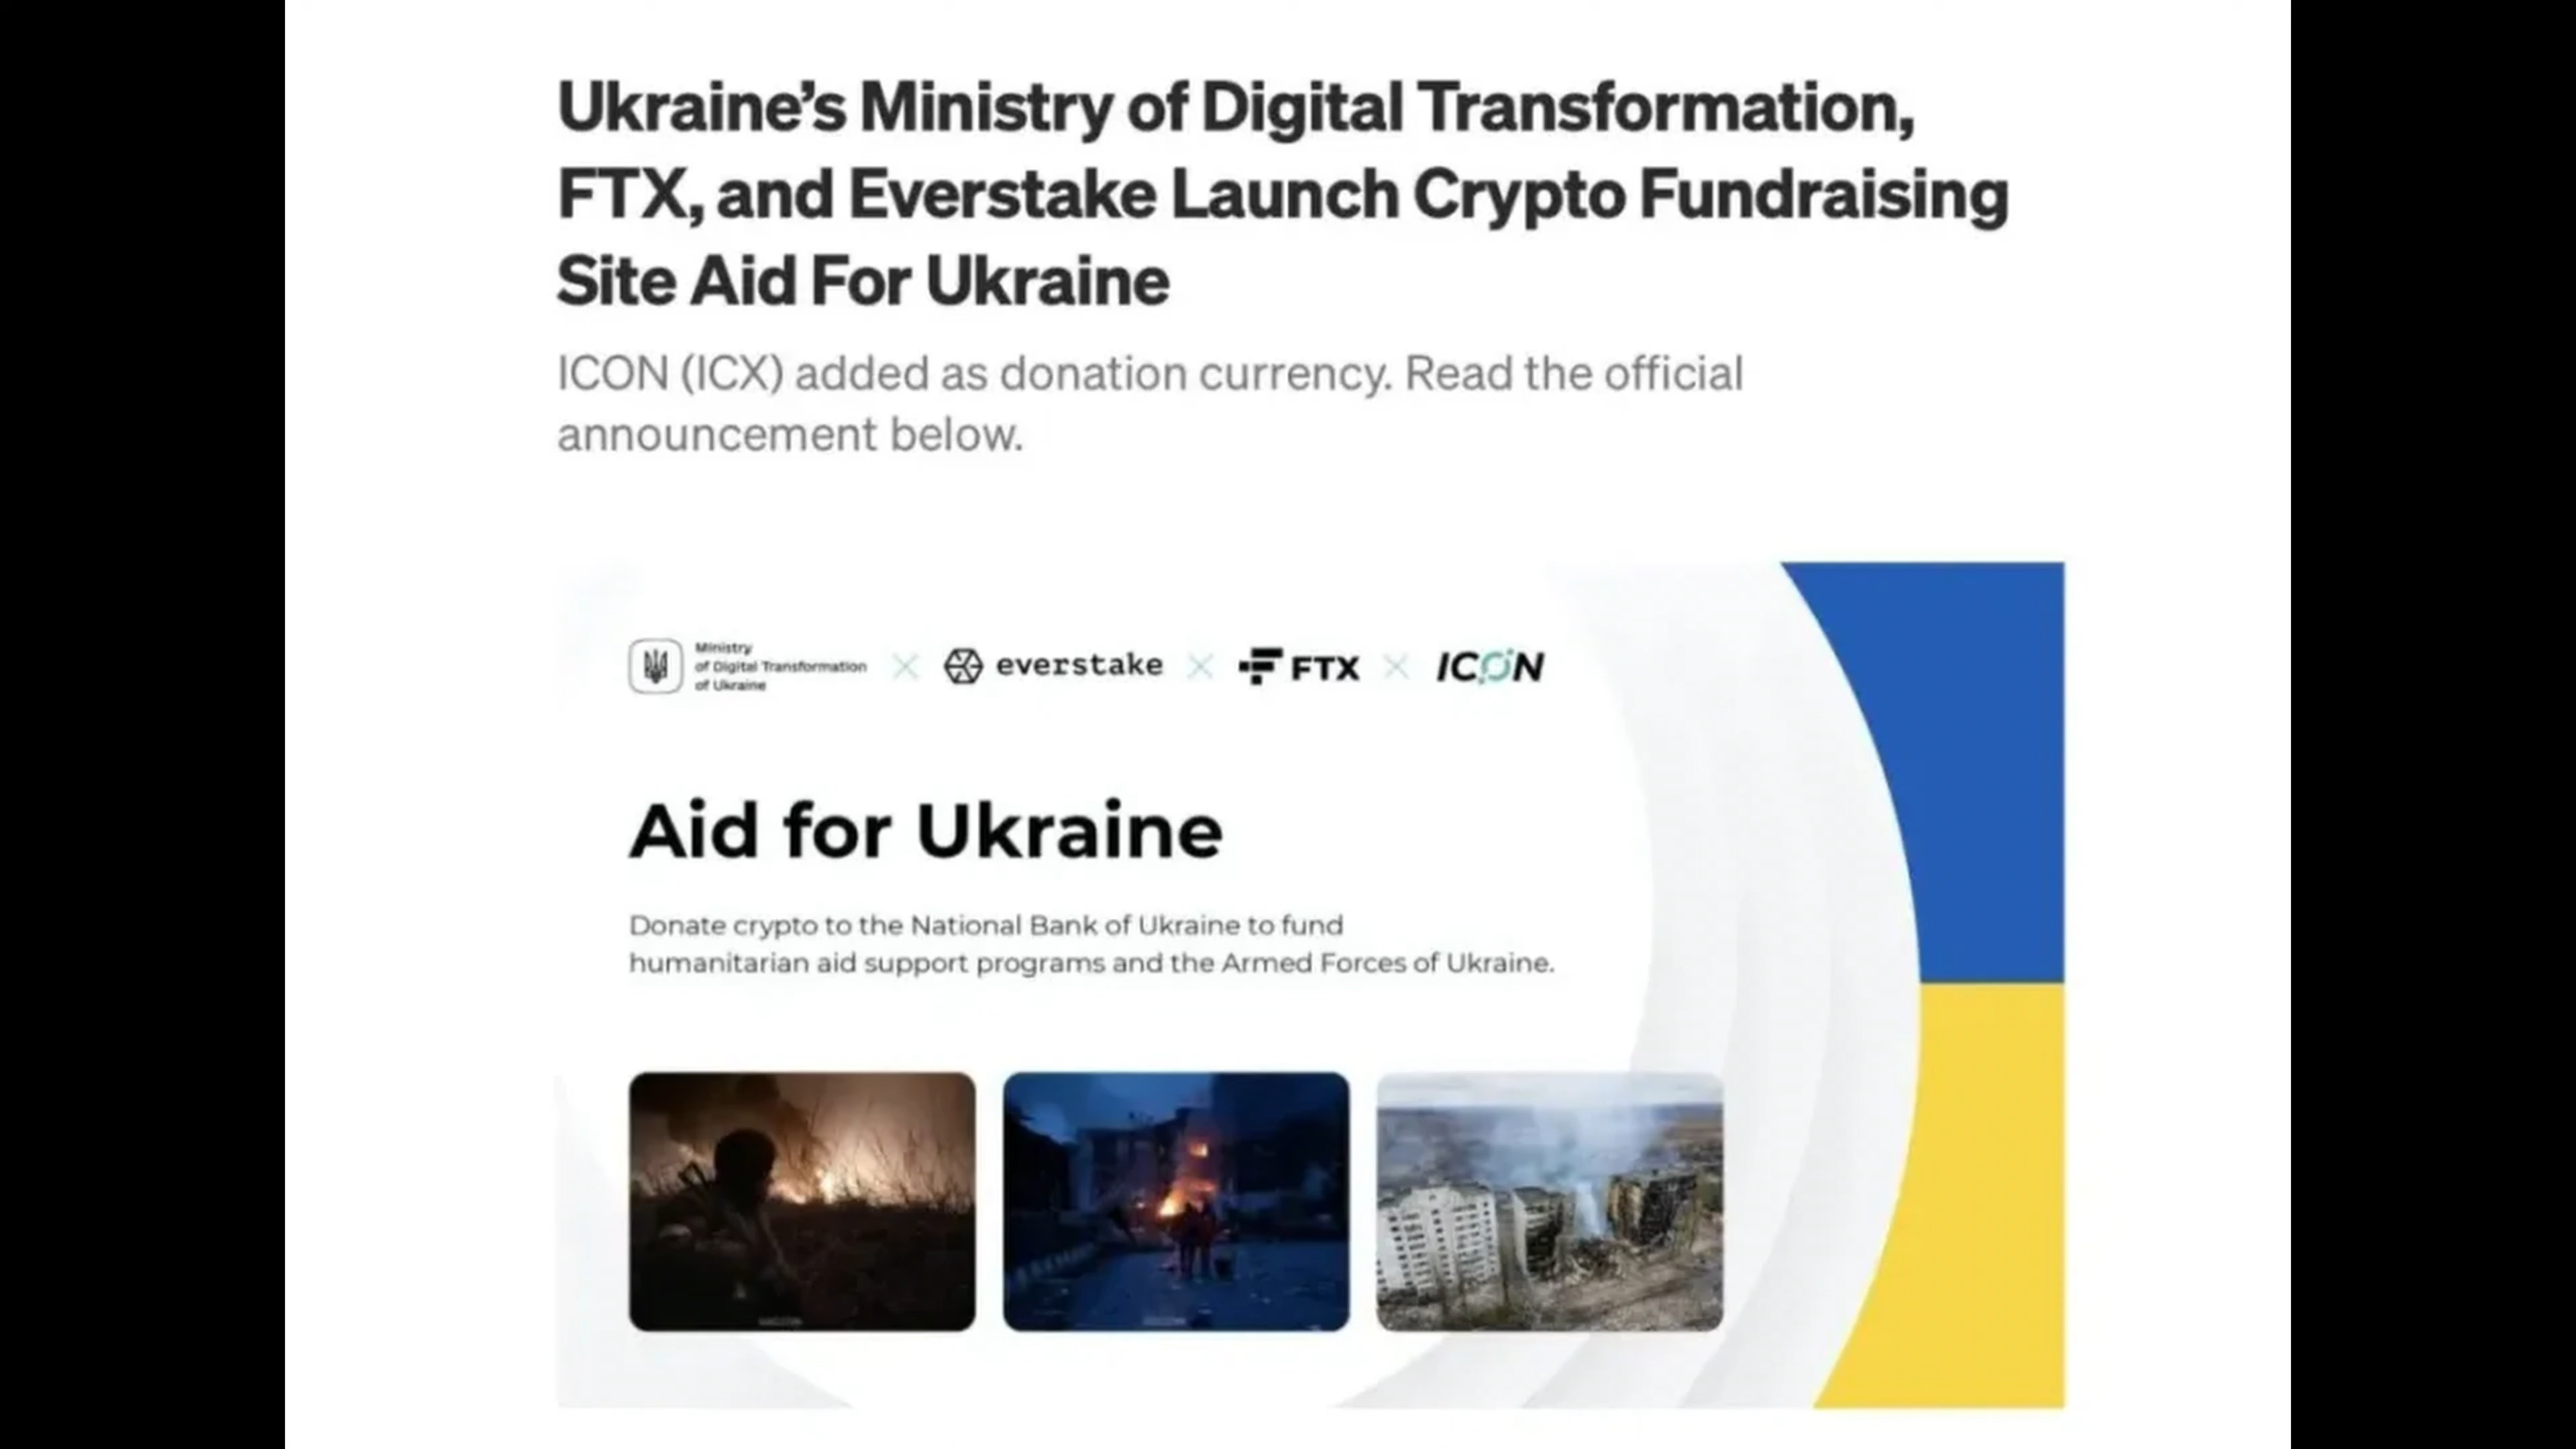 Ukraine’s Ministry of Digital Transformation,
FTX, and Everstake Launch Crypto Fundraising
Site Aid For Ukraine
ICON (ICX) added as donation currency. Read the official
announcement below.
Ministry
of Digital Transformation
of Ukraine
everstake
FTX
ICON
Aid for Ukraine
Donate crypto to the National Bank of Ukraine to fund
humanitarian aid support programs and the Armed Forces of Ukraine.